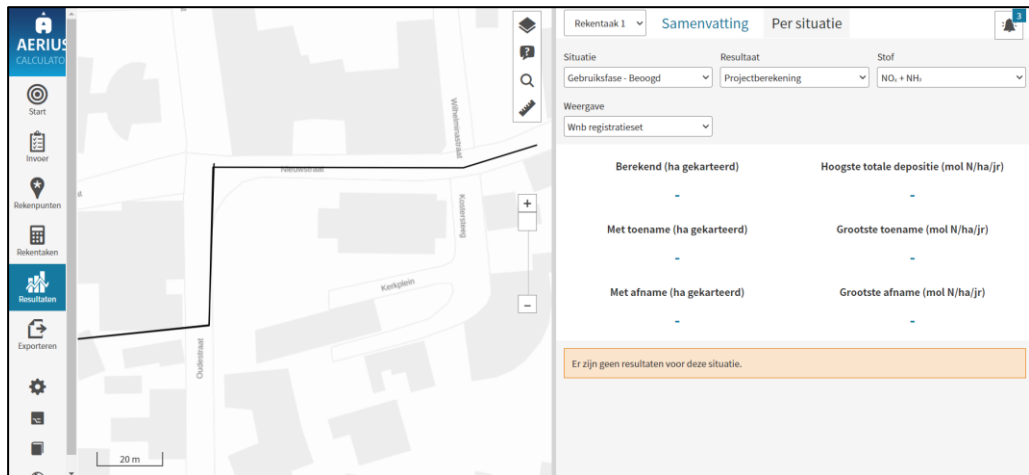 AERIUS
CALCULATO
Start
Invoer
Rekenpunten
Rekentaken
Resultaten
Exporteren
Wilhelminastraat
Nieuwstraat
Kostersteeg
Kerkplein
Oudestraat
20 m
+
−
Rekentaak 1
Samenvatting
Per situatie
3
Situatie
Resultaat
Stof
Gebruiksfase - Beoogd
Projectberekening
NOₓ + NH₃
Weergave
Wnb registratieset
Berekend (ha gekarteerd)
Hoogste totale depositie (mol N/ha/jr)
-
-
Met toename (ha gekarteerd)
Grootste toename (mol N/ha/jr)
-
-
Met afname (ha gekarteerd)
Grootste afname (mol N/ha/jr)
-
-
Er zijn geen resultaten voor deze situatie.